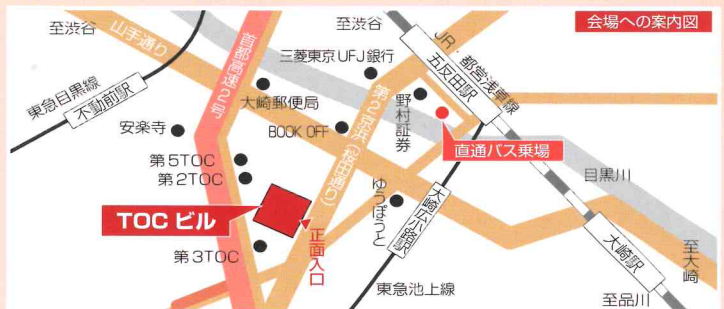 会場への案内図
至渋谷
山手通り
至渋谷
首都高速2号
三菱東京UFJ銀行
JR・都営浅草線
五反田駅
東急目黒線
不動前駅
大崎郵便局
第2京浜(桜田通り)
野村証券
安楽寺
BOOK OFF
直通バス乗場
第5TOC
第2TOC
目黒川
ゆうぽうと
大崎広小路駅
TOCビル
正面入口
大崎駅
至大崎
第3TOC
東急池上線
至品川